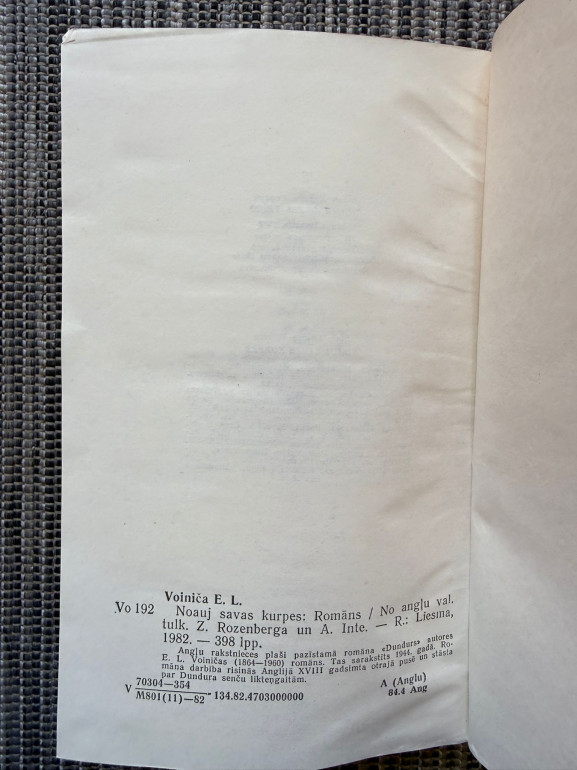 Voiniča E. L.
Vo 192 Noauj savas kurpes: Romāns / No angļu val.
tulk. Z. Rozenberga un A. Inte. — R.: Liesma,
1982. — 398 lpp.
Angļu rakstnieces plaši pazīstamā romāna «Dundurs» autores
E. L. Voiničas (1864—1960) romāns. Tas sarakstīts 1944. gadā. Ro-
māna darbība risinās Anglijā XVIII gadsimta otrajā pusē un stāsta
par Dundura senču likteņgaitām.
V 70304—354
M801(11)—82 - 134.82.4703000000
A (Angļu)
84.4 Ang